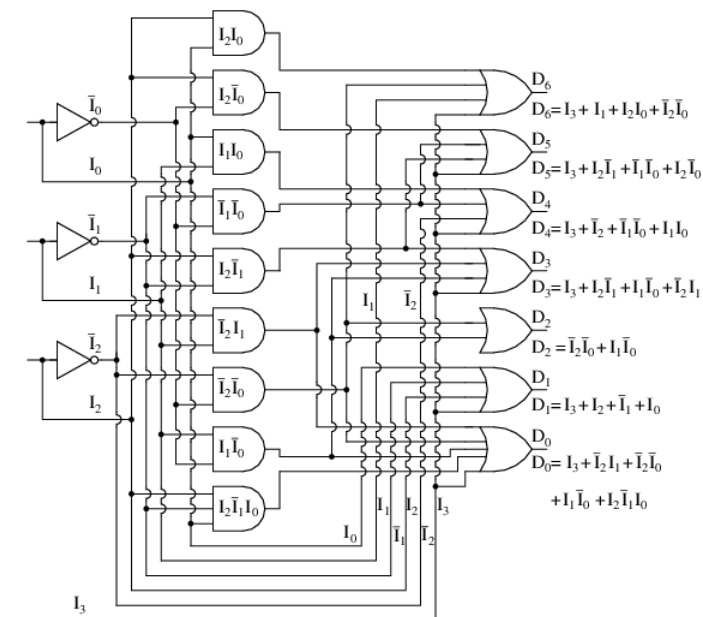 I₂I₀
I₂Ī₀
I₁I₀
Ī₁Ī₀
I₂Ī₁
Ī₂I₁
Ī₂Ī₀
I₁Ī₀
I₂Ī₁I₀
Ī₀
I₀
Ī₁
I₁
Ī₂
I₂
I₃
I₁
Ī₂
I₀
I₁
Ī₁
I₂
Ī₂
I₃
D₆
D₆= I₃+ I₁+ I₂I₀+ Ī₂Ī₀
D₅
D₅= I₃+ I₂Ī₁+Ī₁Ī₀+I₂Ī₀
D₄
D₄= I₃+Ī₂+Ī₁Ī₀+I₁I₀
D₃
D₃= I₃+ I₂Ī₁+I₁Ī₀+Ī₂I₁
D₂
D₂ =Ī₂Ī₀+I₁Ī₀
D₁
D₁= I₃+ I₂+Ī₁+I₀
D₀
D₀= I₃+Ī₂I₁+Ī₂Ī₀
+I₁Ī₀ +I₂Ī₁I₀